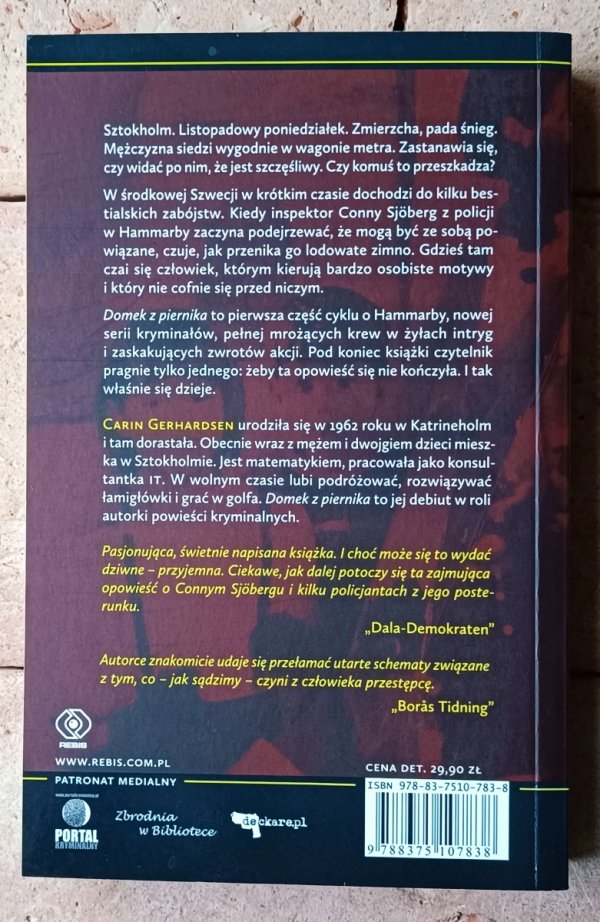 Sztokholm. Listopadowy poniedziałek. Zmierzcha, pada śnieg.
Mężczyzna siedzi wygodnie w wagonie metra. Zastanawia się,
czy widać po nim, że jest szczęśliwy. Czy komuś to przeszkadza?
W środkowej Szwecji w krótkim czasie dochodzi do kilku bes-
tialskich zabójstw. Kiedy inspektor Conny Sjöberg z policji
w Hammarby zaczyna podejrzewać, że mogą być ze sobą po-
wiązane, czuje, jak przenika go lodowate zimno. Gdzieś tam
czai się człowiek, którym kierują bardzo osobiste motywy
i który nie cofnie się przed niczym.
Domek z piernika to pierwsza część cyklu o Hammarby, nowej
serii kryminałów, pełnej mrożących krew w żyłach intryg
i zaskakujących zwrotów akcji. Pod koniec książki czytelnik
pragnie tylko jednego: żeby ta opowieść się nie kończyła. I tak
właśnie się dzieje.
CARIN GERHARDSEN urodziła się w 1962 roku w Katrineholm
i tam dorastała. Obecnie wraz z mężem i dwojgiem dzieci miesz-
ka w Sztokholmie. Jest matematykiem, pracowała jako konsul-
tantka IT. W wolnym czasie lubi podróżować, rozwiązywać
łamigłówki i grać w golfa. Domek z piernika to jej debiut w roli
autorki powieści kryminalnych.
Pasjonująca, świetnie napisana książka. I choć może się to wydać
dziwne – przyjemna. Ciekawe, jak dalej potoczy się ta zajmująca
opowieść o Connym Sjöbergu i kilku policjantach z jego poste-
runku.
„Dala-Demokraten”
Autorce znakomicie udaje się przełamać utarte schematy związane
z tym, co – jak sądzimy – czyni z człowieka przestępcę.
„Borås Tidning”
REBIS
WWW.REBIS.COM.PL
CENA DET. 29,90 ZŁ
PATRONAT MEDIALNY
ISBN 978-83-7510-783-8
www.portalkryminalny.pl
PORTAL
KRYMINALNY
Zbrodnia
w Bibliotece
deckare.pl
9 788375 107838